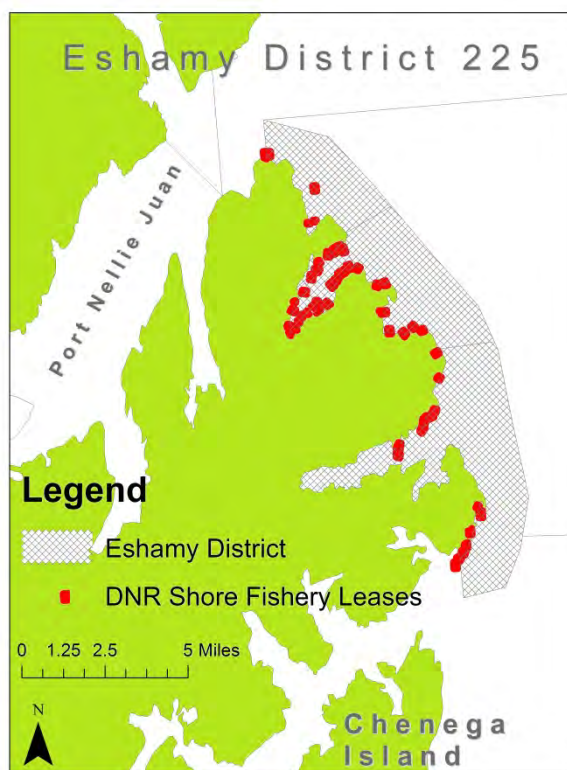 Eshamy District 225
Port Nellie Juan
Legend
Eshamy District
DNR Shore Fishery Leases
0 1.25 2.5 5 Miles
N
Chenega
Island